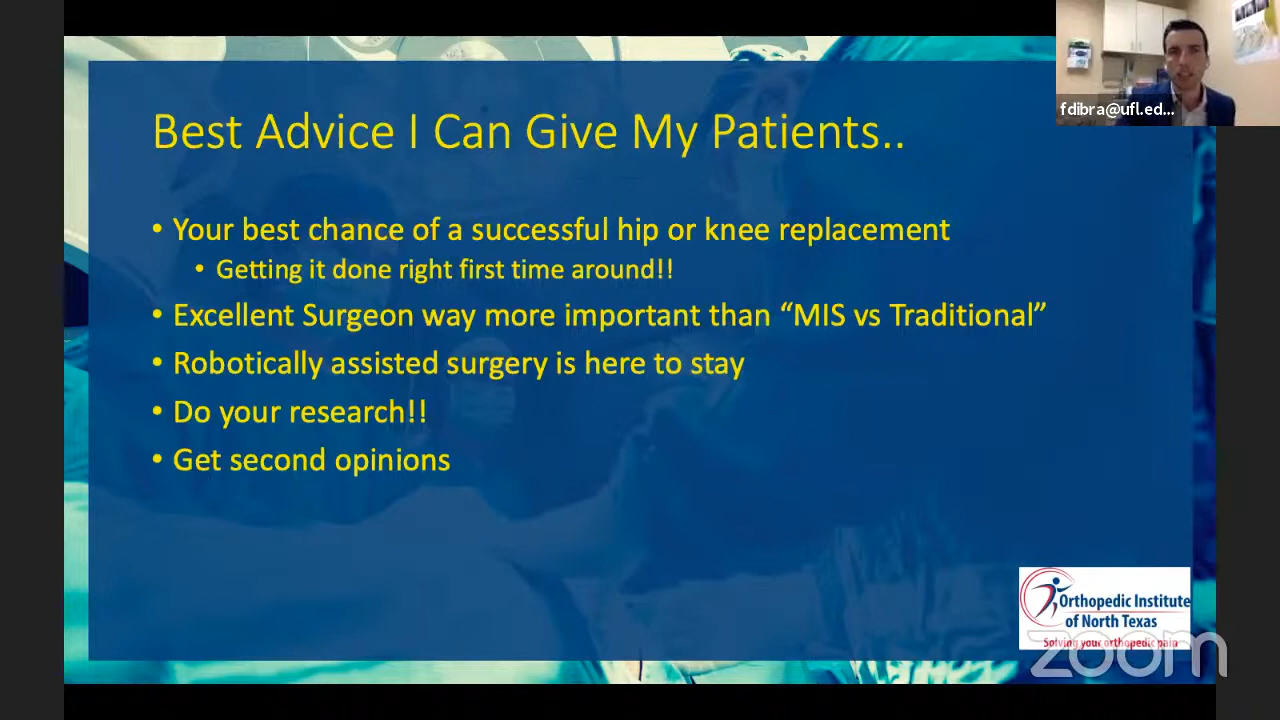 fdibra@ufl.ed...
Best Advice I Can Give My Patients..
• Your best chance of a successful hip or knee replacement
• Getting it done right first time around!!
• Excellent Surgeon way more important than “MIS vs Traditional”
• Robotically assisted surgery is here to stay
• Do your research!!
• Get second opinions
Orthopedic Institute
of North Texas
Solving your orthopedic pain
zoom